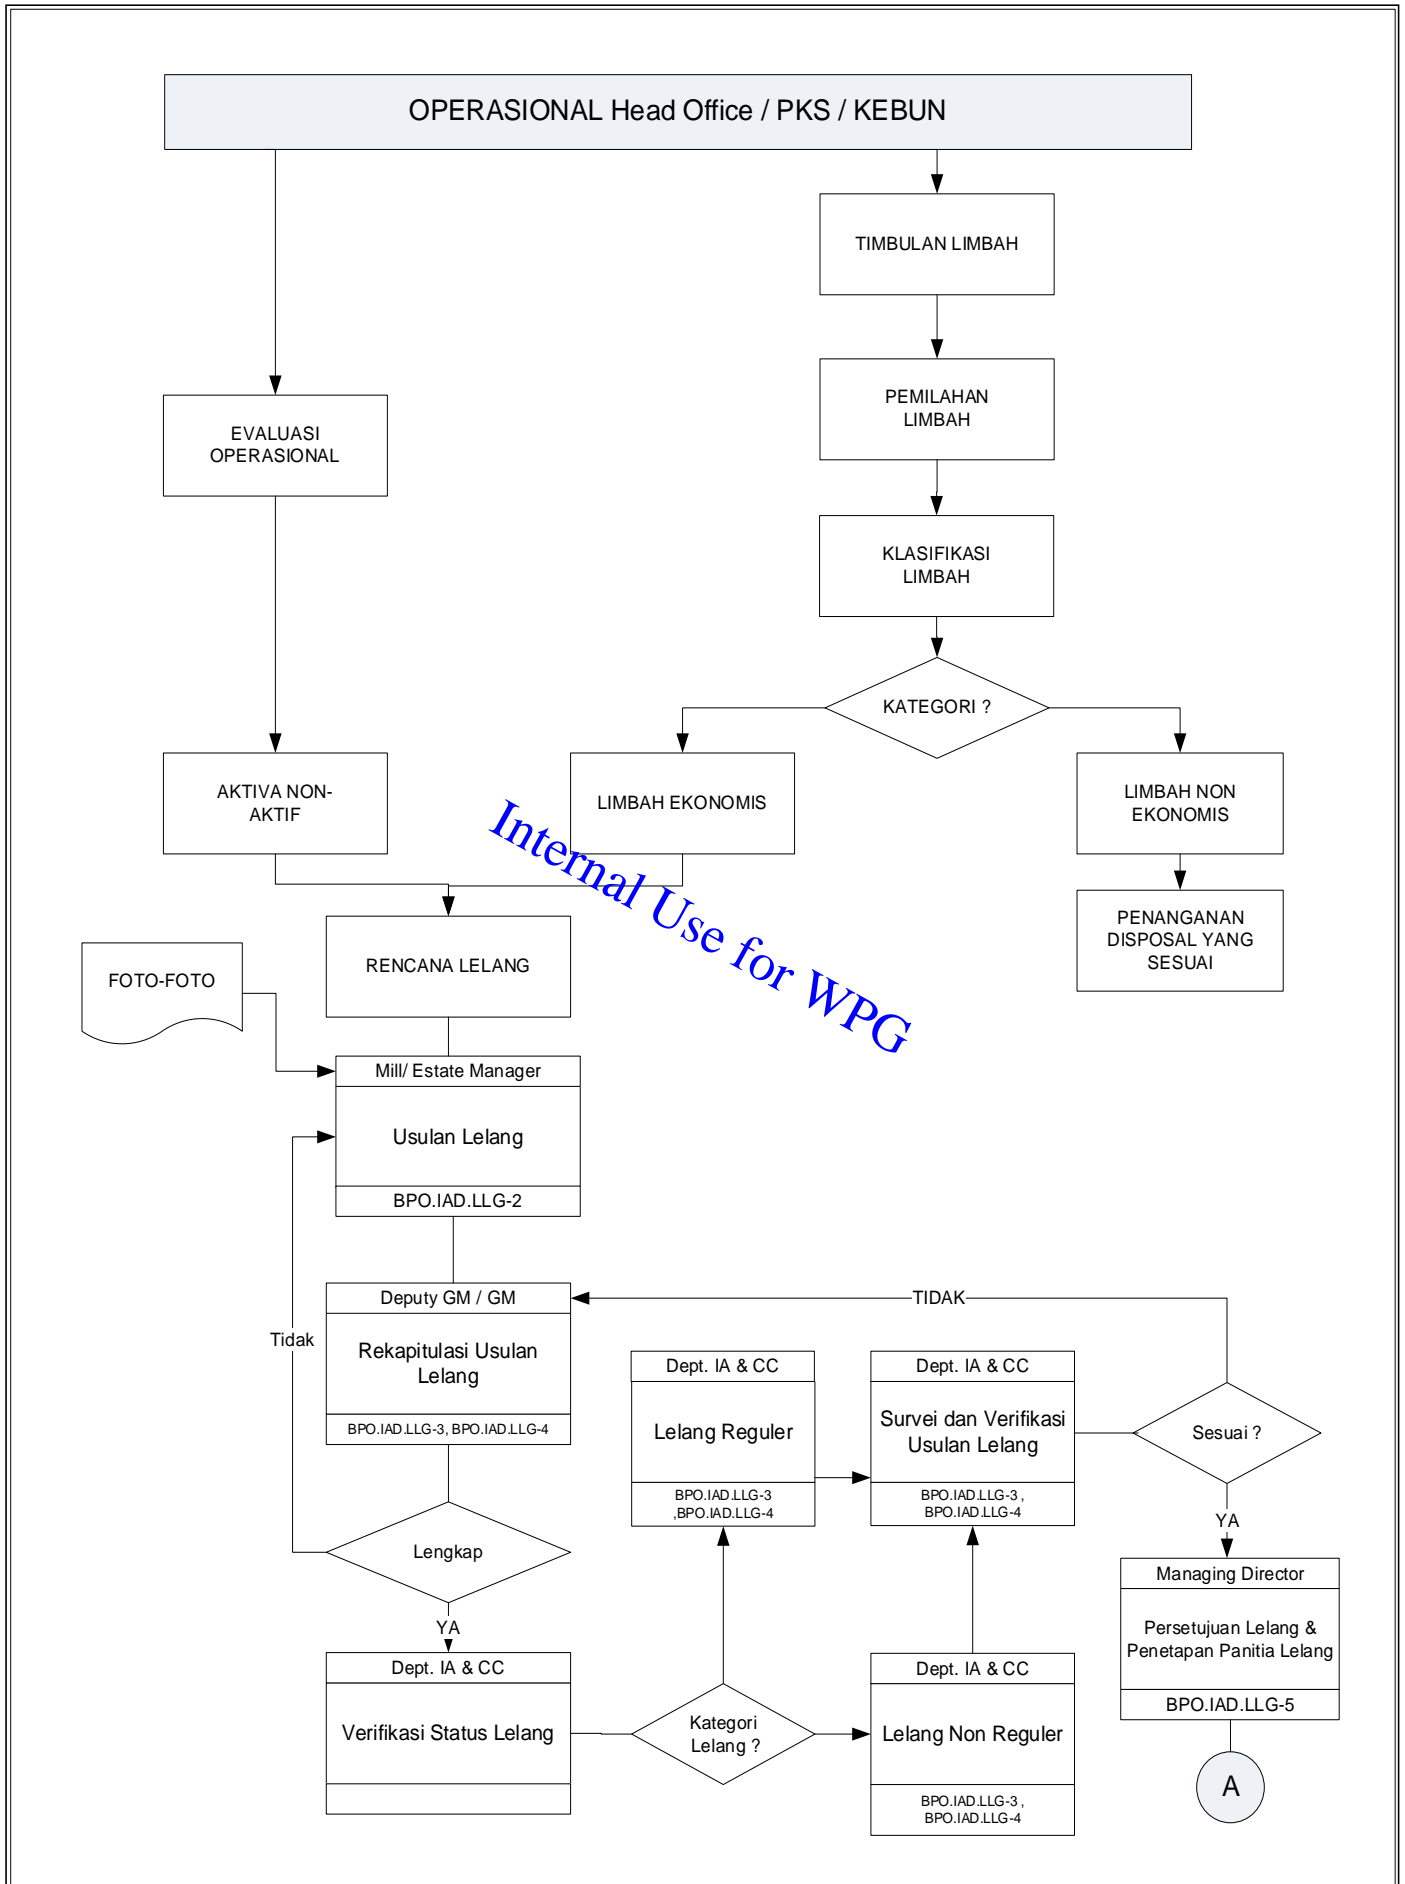 OPERASIONAL Head Office / PKS / KEBUN
TIMBULAN LIMBAH
PEMILAHAN
LIMBAH
EVALUASI
OPERASIONAL
KLASIFIKASI
LIMBAH
KATEGORI ?
AKTIVA NON-
AKTIF
LIMBAH EKONOMIS
LIMBAH NON
EKONOMIS
Internal Use for WPG
PENANGANAN
DISPOSAL YANG
SESUAI
RENCANA LELANG
FOTO-FOTO
Mill/ Estate Manager
Usulan Lelang
BPO.IAD.LLG-2
Deputy GM / GM
Rekapitulasi Usulan
Lelang
BPO.IAD.LLG-3, BPO.IAD.LLG-4
Tidak
TIDAK
Dept. IA & CC
Lelang Reguler
BPO.IAD.LLG-3
,BPO.IAD.LLG-4
Dept. IA & CC
Survei dan Verifikasi
Usulan Lelang
BPO.IAD.LLG-3 ,
BPO.IAD.LLG-4
Sesuai ?
YA
Lengkap
YA
Managing Director
Persetujuan Lelang &
Penetapan Panitia Lelang
BPO.IAD.LLG-5
Dept. IA & CC
Verifikasi Status Lelang
Kategori
Lelang ?
Dept. IA & CC
Lelang Non Reguler
BPO.IAD.LLG-3 ,
BPO.IAD.LLG-4
A